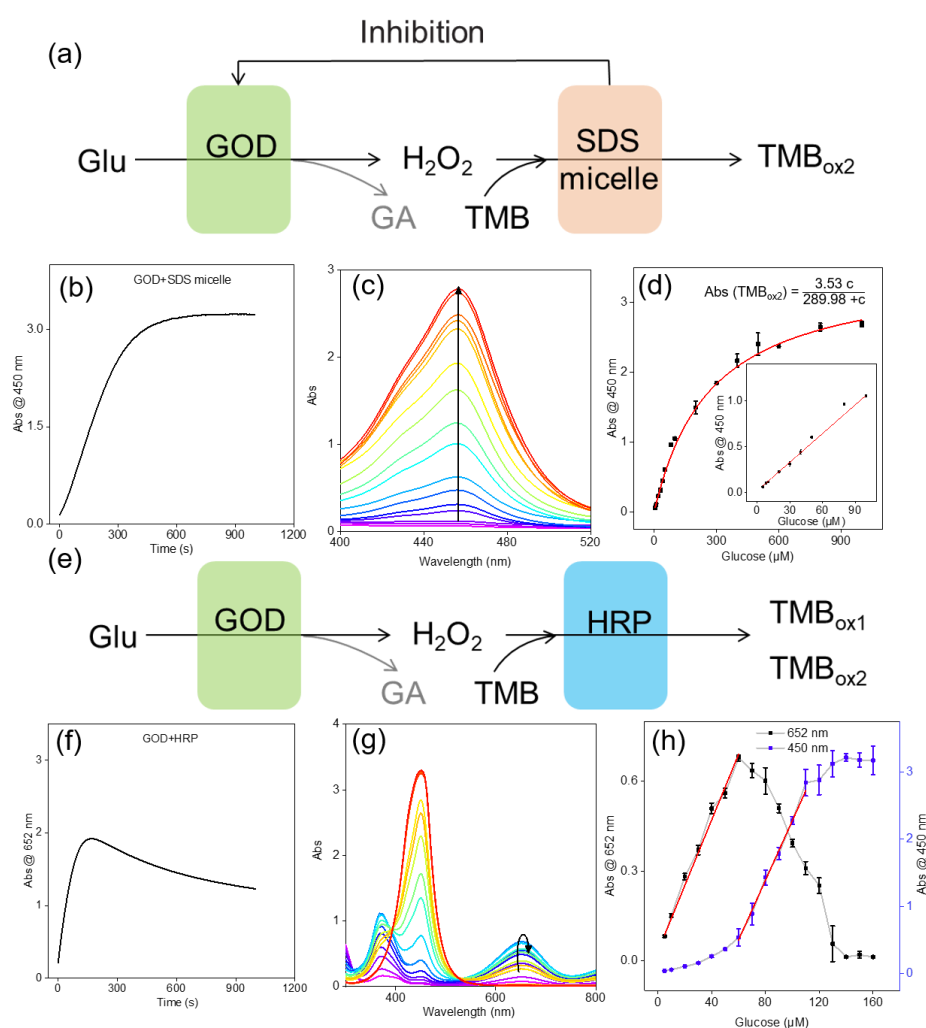 (a)
Inhibition
Glu
GOD
H₂O₂
SDS
micelle
TMBox2
GA
TMB
(b)
GOD+SDS micelle
Abs @ 450 nm
3.0
1.5
0.0
0 300 600 900 1200
Time (s)
(c)
Abs
3
2
1
0
400 440 480 520
Wavelength (nm)
(d)
Abs (TMBox2) = 3.53 c / 289.98 +c
Abs @ 450 nm
3
2
1
0
0 300 600 900
Glucose (µM)
Abs @ 450 nm
1.0
0.5
0.0
0 30 60 90
Glucose (µM)
(e)
Glu
GOD
H₂O₂
HRP
TMBox1
TMBox2
GA
TMB
(f)
GOD+HRP
Abs @ 652 nm
3
2
1
0
0 300 600 900 1200
Time (s)
(g)
Abs
4
3
2
1
0
400 600 800
Wavelength (nm)
(h)
652 nm
450 nm
Abs @ 652 nm
0.6
0.3
0.0
Abs @ 450 nm
3
2
1
0
0 40 80 120 160
Glucose (µM)